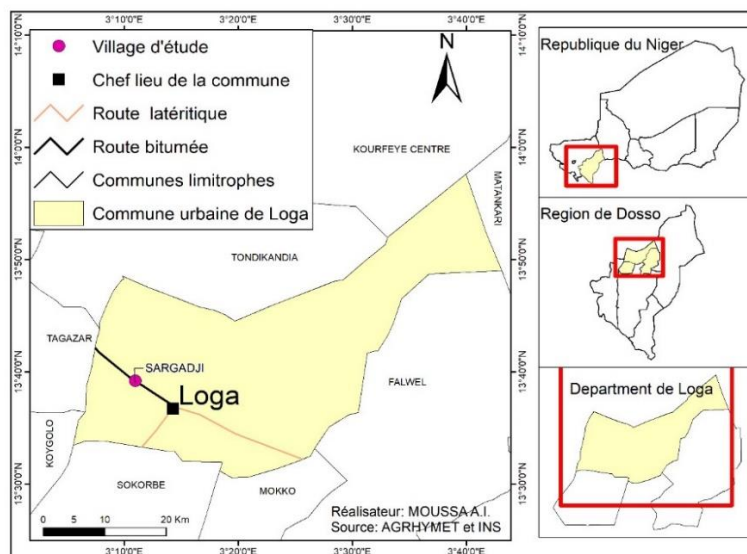 3°10'0"E
3°20'0"E
3°30'0"E
3°40'0"E
14°10'0"N
14°0'0"N
13°50'0"N
13°40'0"N
13°30'0"N
Village d'étude
Chef lieu de la commune
Route latéritique
Route bitumée
Communes limitrophes
Commune urbaine de Loga
N
KOURFEYE CENTRE
MATANKARI
TONDIKANDIA
TAGAZAR
SARGADJI
Loga
FALWEL
KOYGOLO
SOKORBE
MOKKO
0 5 10 20 Km
Réalisateur: MOUSSA A.I.
Source: AGRHYMET et INS
3°10'0"E
3°20'0"E
3°30'0"E
3°40'0"E
14°10'0"N
14°0'0"N
13°50'0"N
13°40'0"N
13°30'0"N
Republique du Niger
Region de Dosso
Department de Loga